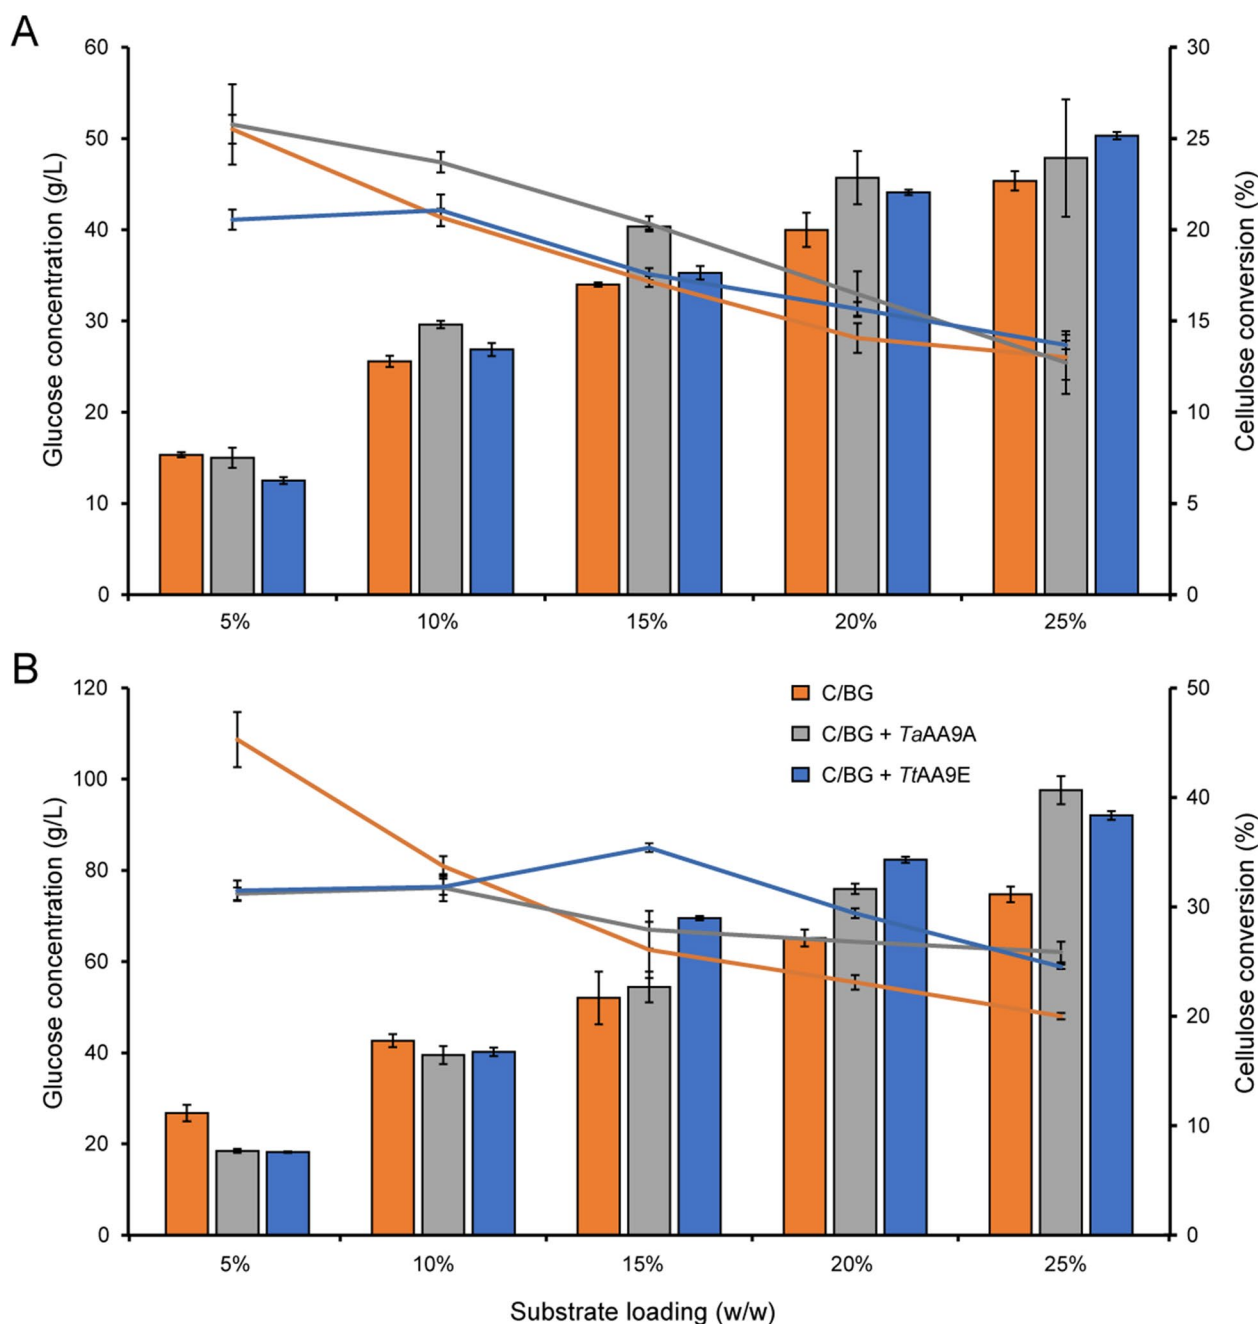 A
60
50
40
30
20
10
0
Glucose concentration (g/L)
30
25
20
15
10
5
0
Cellulose conversion (%)
5% 10% 15% 20% 25%
B
120
100
80
60
40
20
0
Glucose concentration (g/L)
C/BG
C/BG + TaAA9A
C/BG + TtAA9E
50
40
30
20
10
0
Cellulose conversion (%)
5% 10% 15% 20% 25%
Substrate loading (w/w)